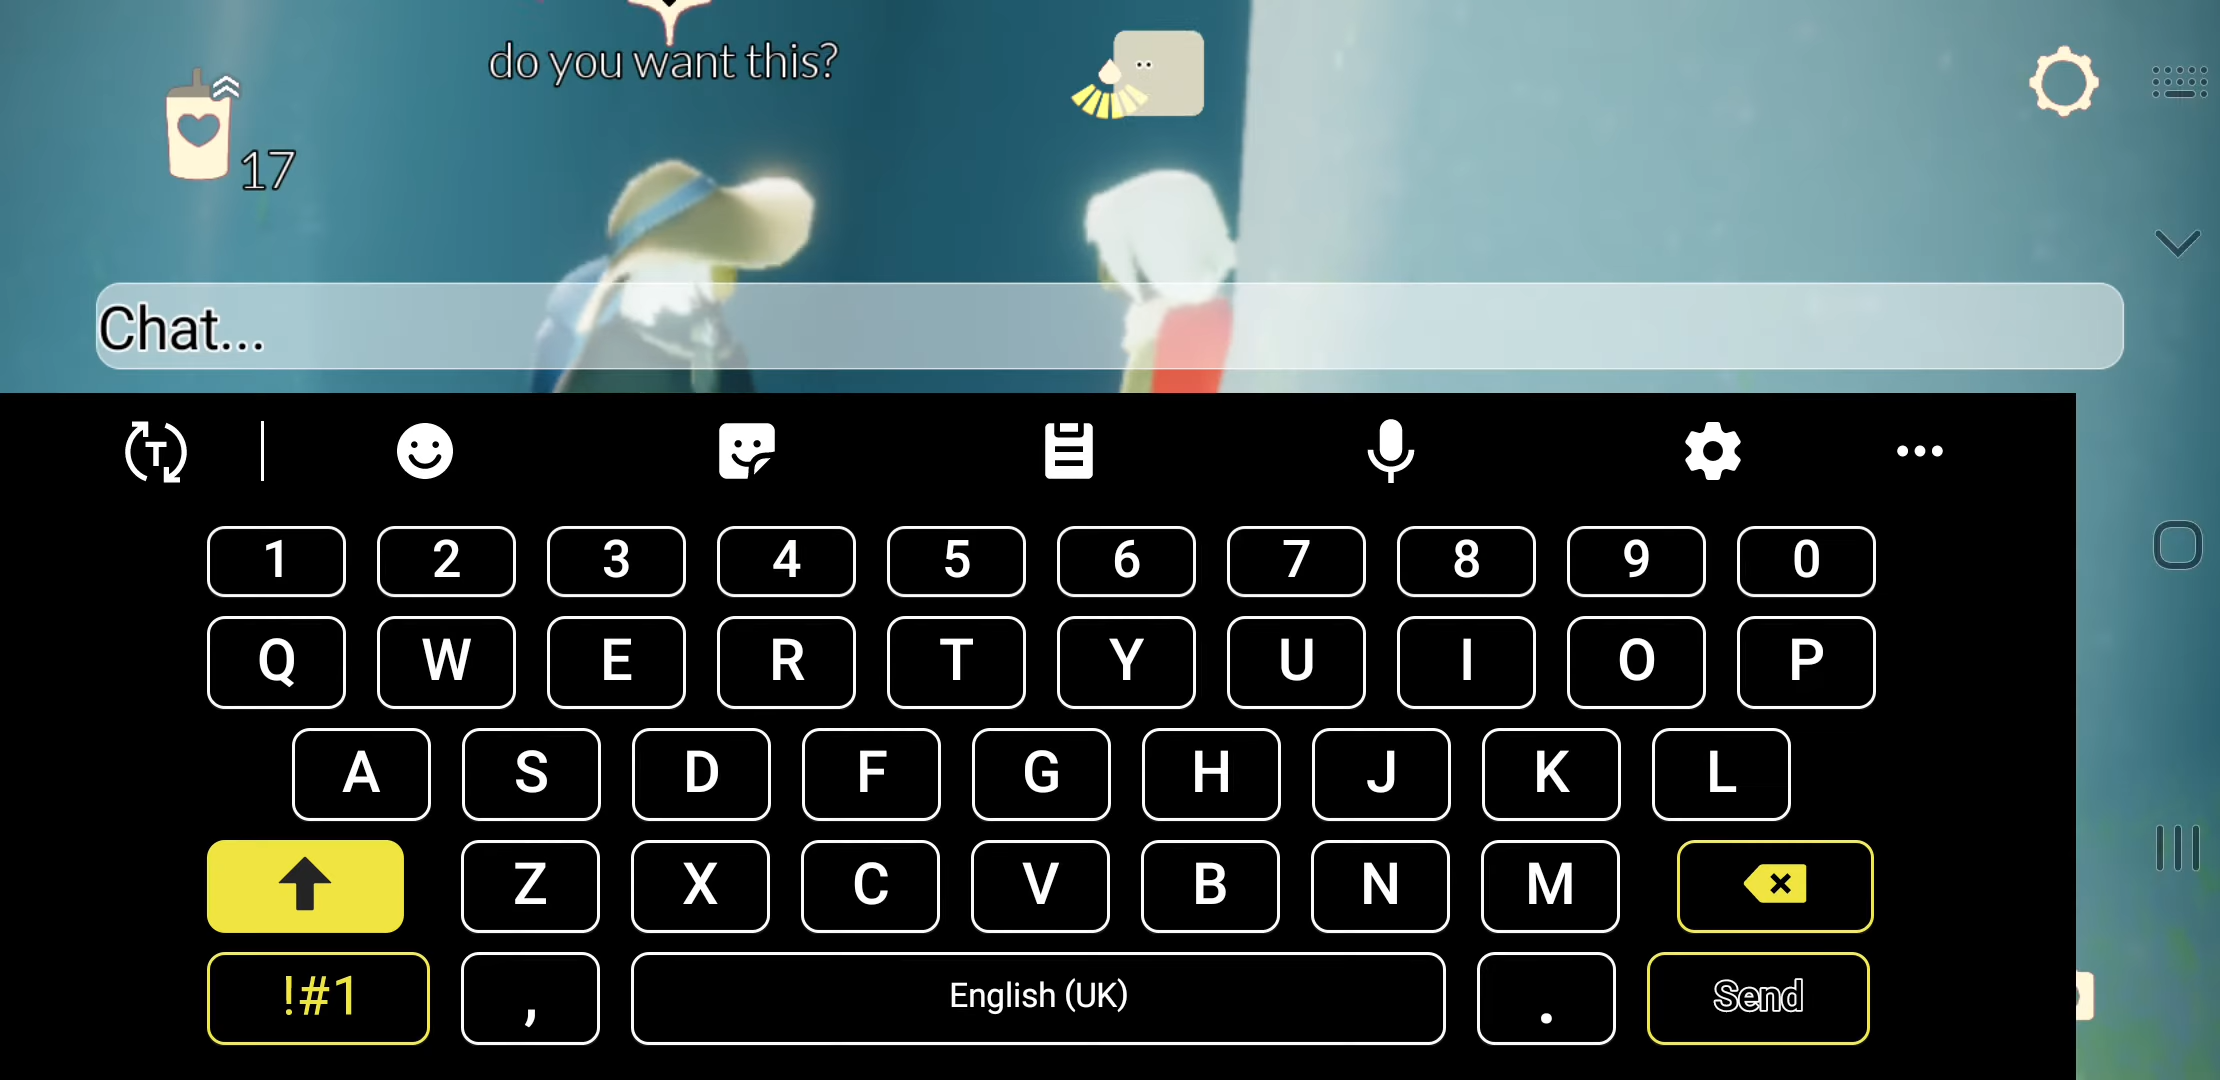 do you want this?
17
Chat...
T
1 2 3 4 5 6 7 8 9 0
Q W E R T Y U I O P
A S D F G H J K L
Z X C V B N M
!#1 , English (UK) . Send